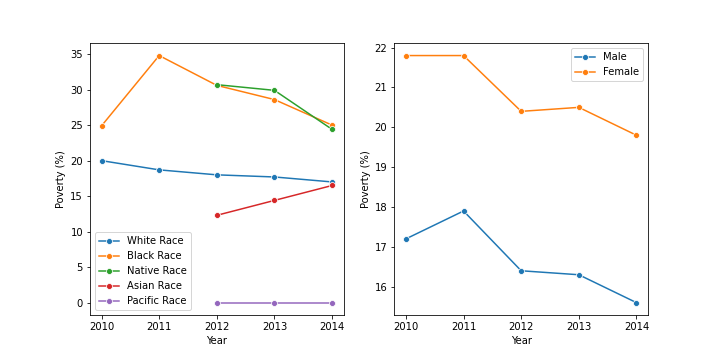 35
30
25
20
15
10
5
0
Poverty (%)
White Race
Black Race
Native Race
Asian Race
Pacific Race
2010 2011 2012 2013 2014
Year
22
21
20
19
18
17
16
Poverty (%)
Male
Female
2010 2011 2012 2013 2014
Year